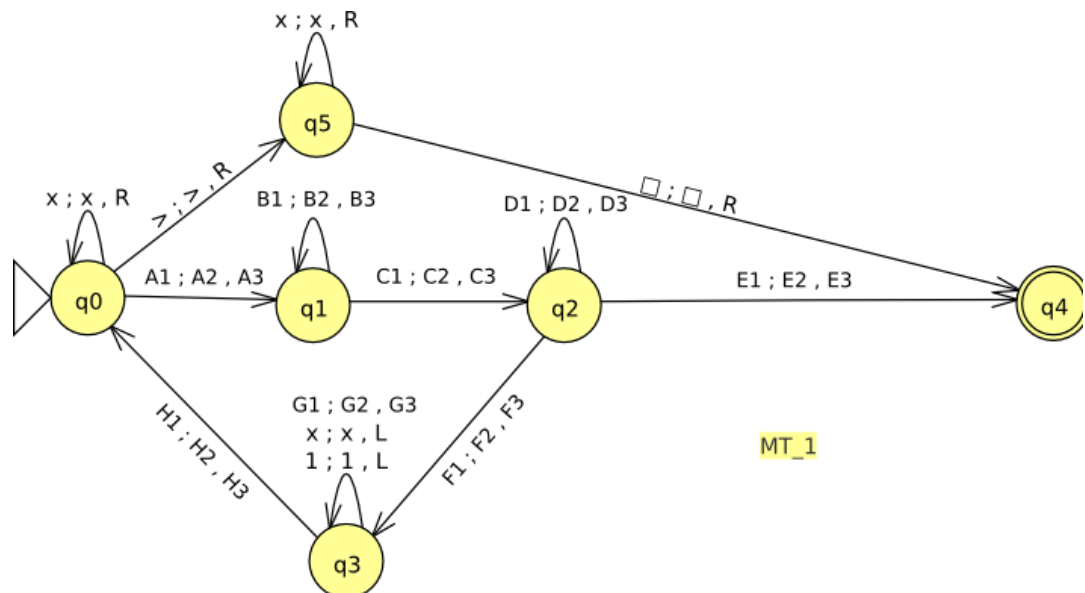 x ; x , R
q5
> ; > , R
□ ; □ , R
x ; x , R
B1 ; B2 , B3
D1 ; D2 , D3
A1 ; A2 , A3
C1 ; C2 , C3
E1 ; E2 , E3
q0
q1
q2
q4
G1 ; G2 , G3
x ; x , L
1 ; 1 , L
H1 ; H2 , H3
F1 ; F2 , F3
MT_1
q3